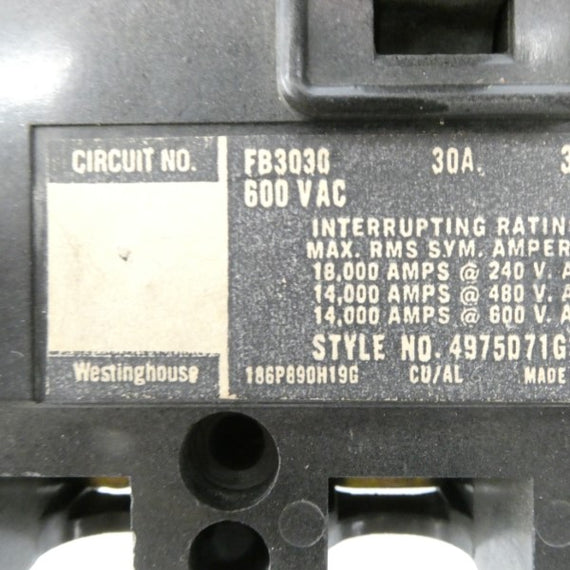 CIRCUIT NO.
FB3030 30A. 3
600 VAC
INTERRUPTING RATIN
MAX. RMS SYM. AMPER
18,000 AMPS @ 240 V. A
14,000 AMPS @ 480 V. A
14,000 AMPS @ 600 V. A
STYLE NO. 4975D71G
Westinghouse
186P890H19G CU/AL MADE